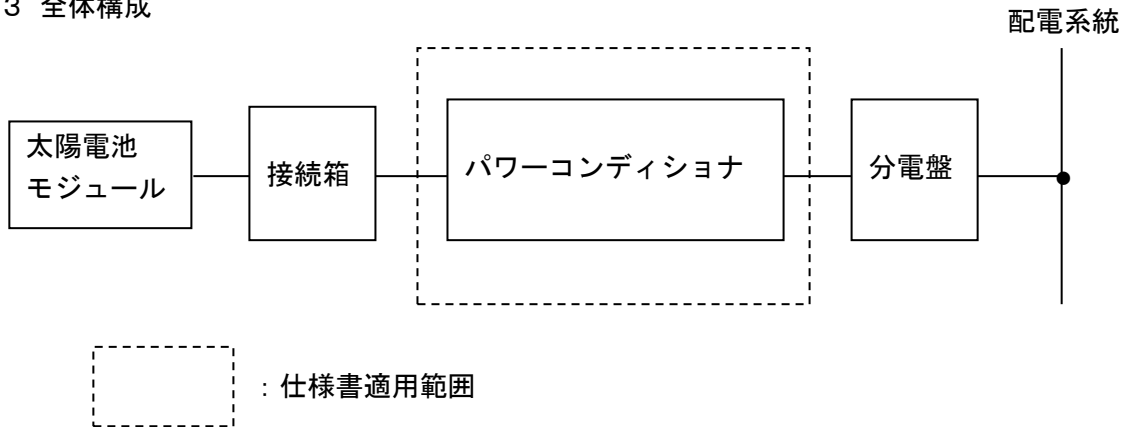 3 全体構成
配電系統
太陽電池
モジュール
接続箱
パワーコンディショナ
分電盤
：仕様書適用範囲